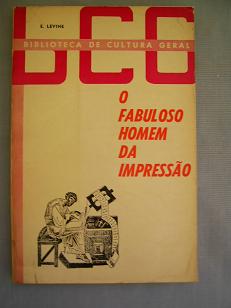 E. LEVINE
BCG
BIBLIOTECA DE CULTURA GERAL
O
FABULOSO
HOMEM
DA
IMPRESSÃO